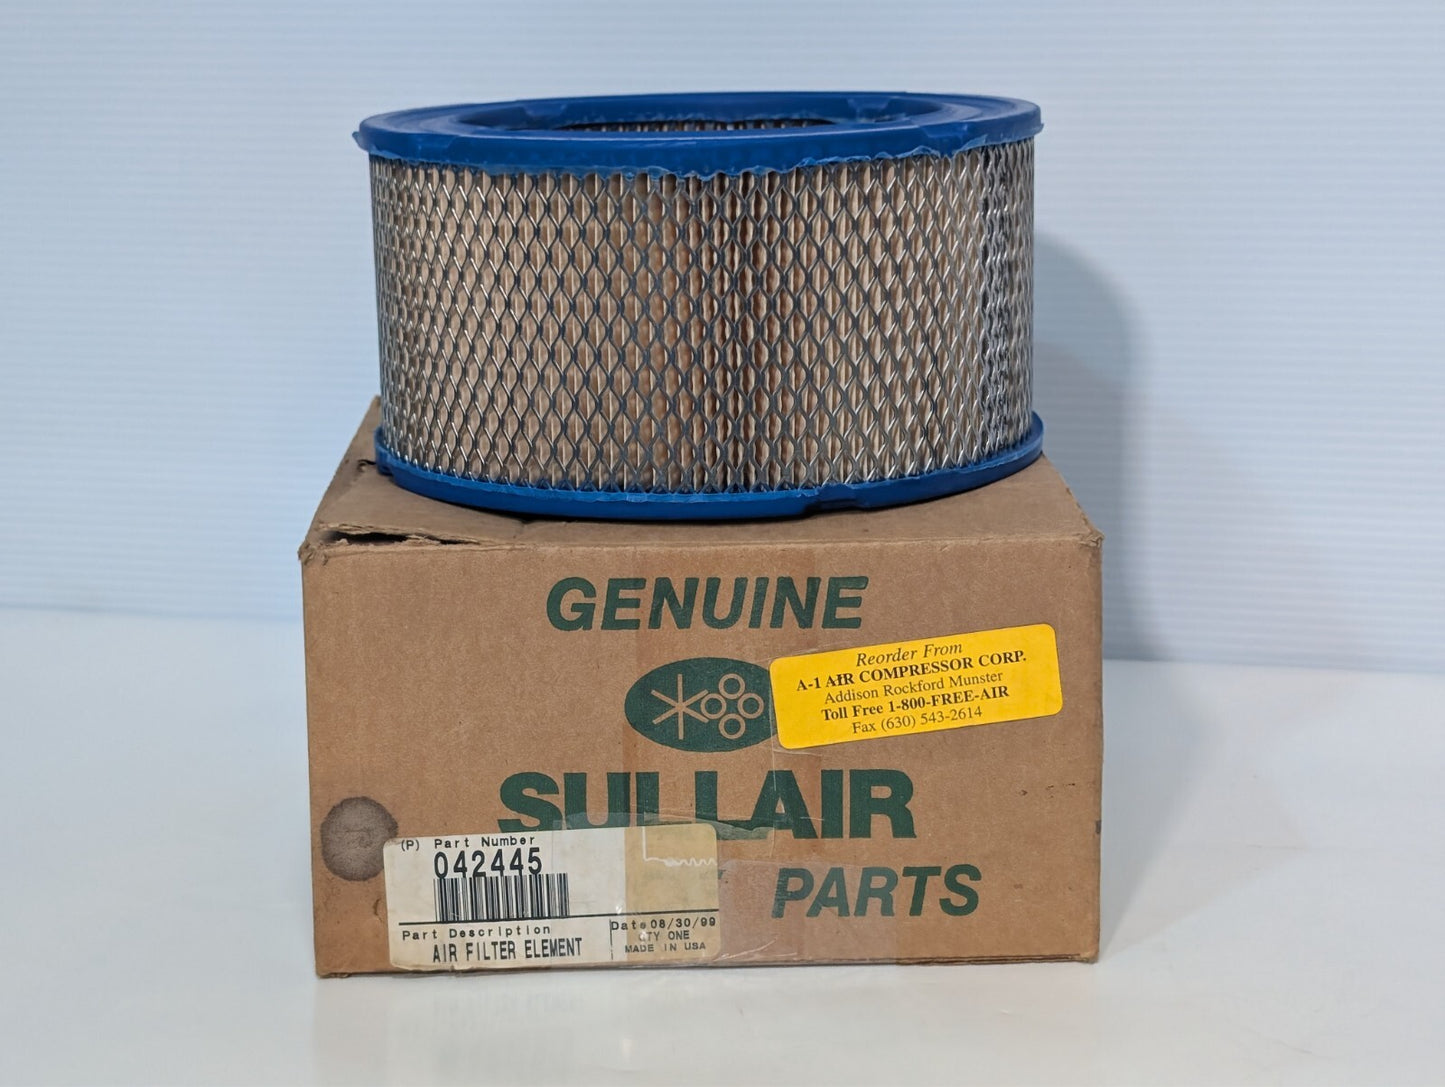 GENUINE
Reorder From
A-1 AIR COMPRESSOR CORP.
Addison Rockford Munster
Toll Free 1-800-FREE-AIR
Fax (630) 543-2614
SULLAIR
PARTS
(P) Part Number
042445
Part Description
AIR FILTER ELEMENT
Date 08/30/99
QTY ONE
MADE IN USA